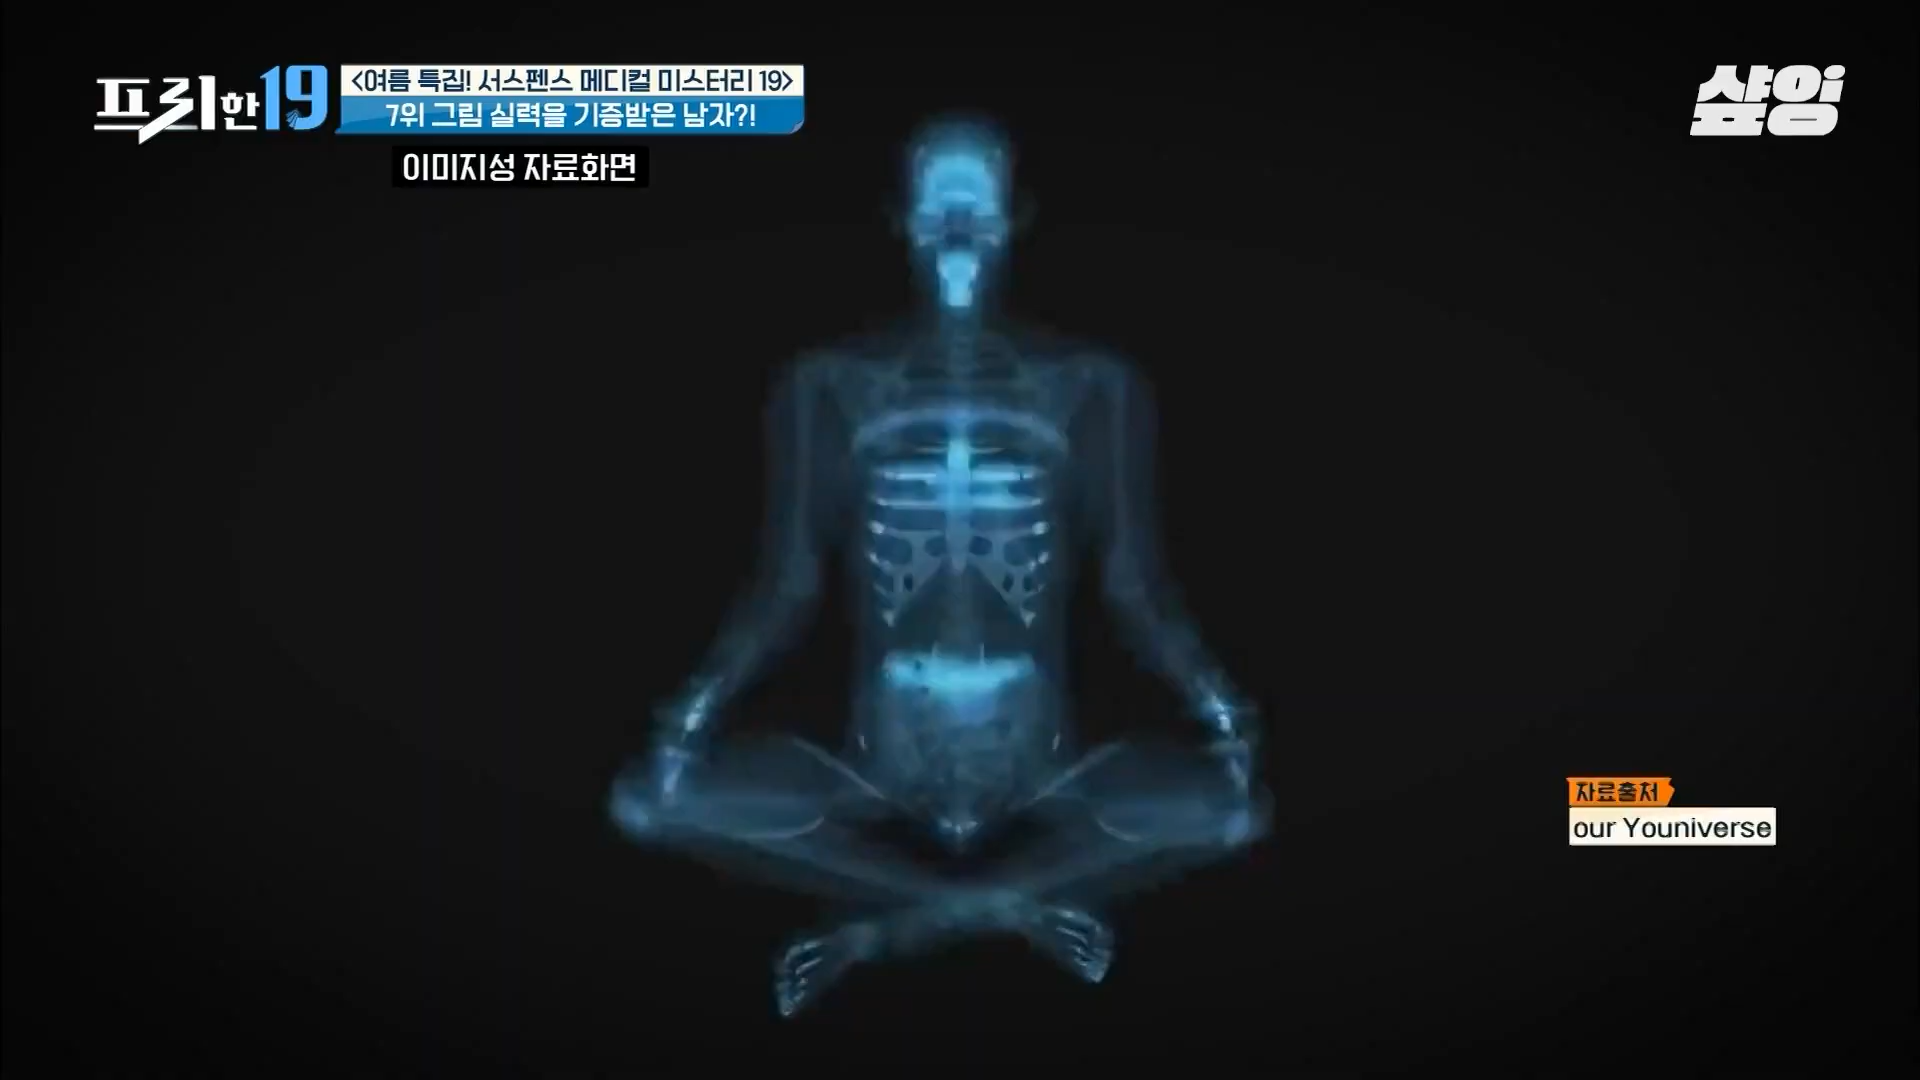 프리한19
<여름 특집! 서스펜스 메디컬 미스터리 19>
7위 그림 실력을 기증받은 남자?!
이미지성 자료화면
샾잉
자료출처
our Youniverse